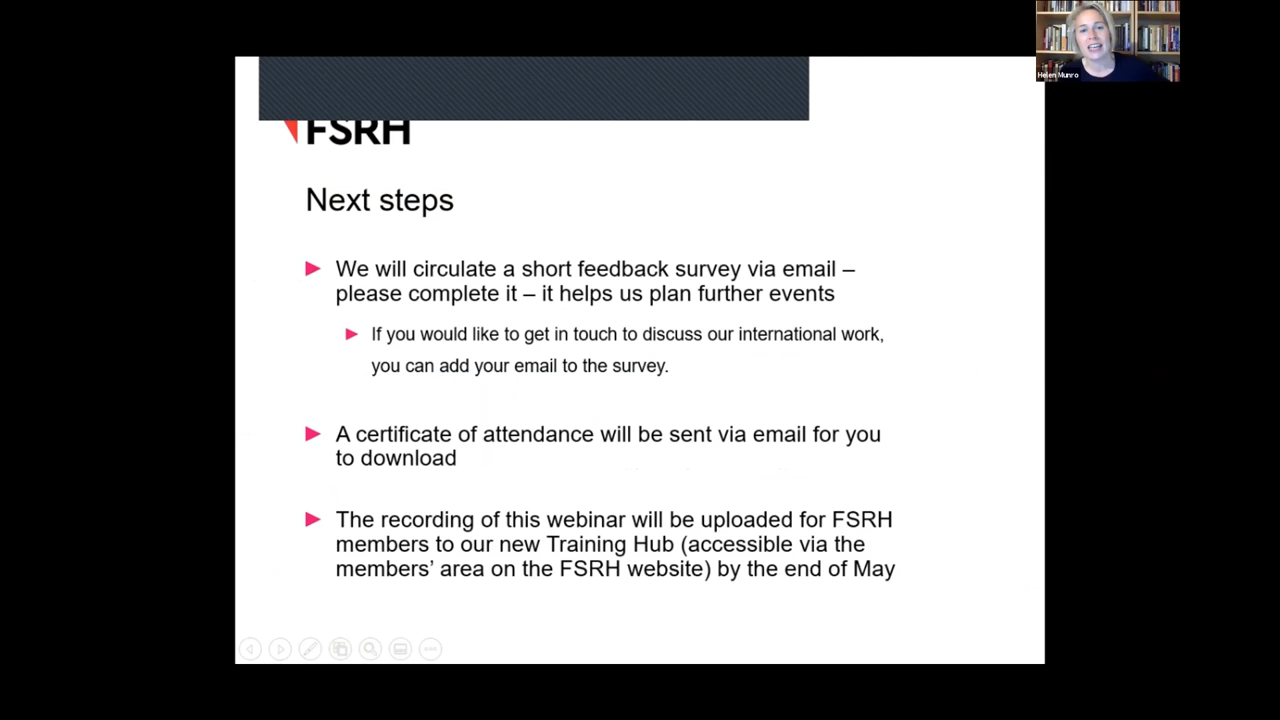 Helen Munro
FSRH
Next steps
We will circulate a short feedback survey via email –
please complete it – it helps us plan further events
If you would like to get in touch to discuss our international work,
you can add your email to the survey.
A certificate of attendance will be sent via email for you
to download
The recording of this webinar will be uploaded for FSRH
members to our new Training Hub (accessible via the
members’ area on the FSRH website) by the end of May